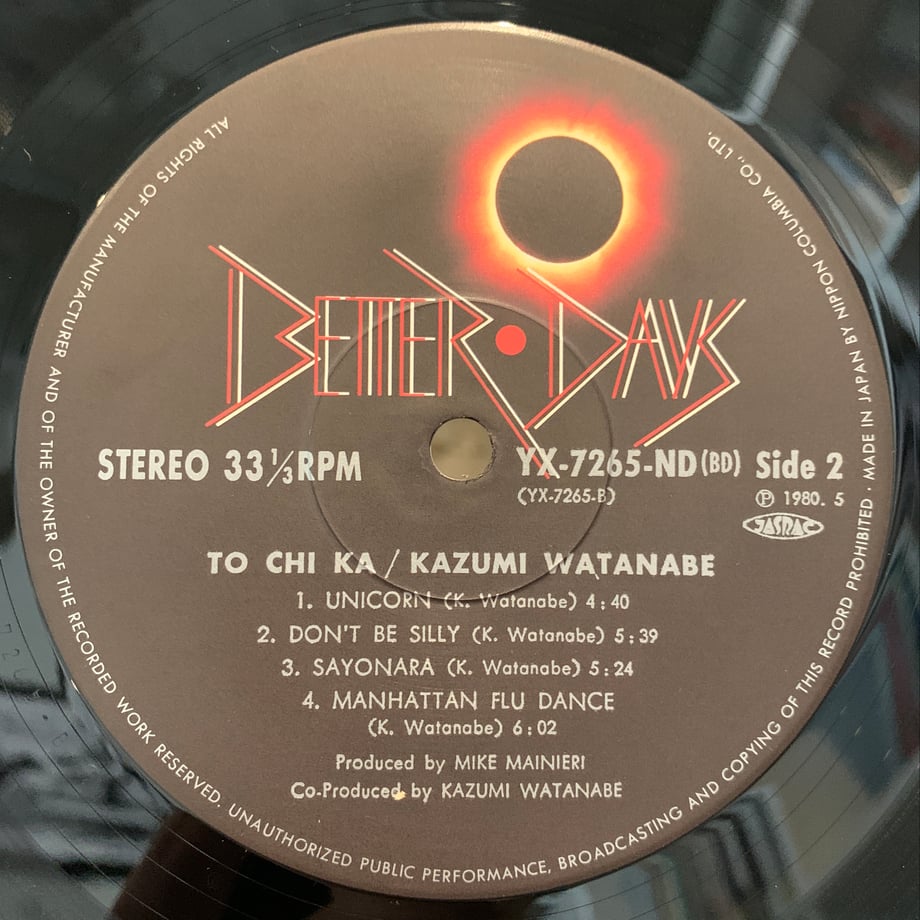 BETTER DAYS
STEREO 33 1/3 RPM
YX-7265-ND(BD) Side 2
(YX-7265-B)
Ⓟ 1980. 5
JASRAC
TO CHI KA / KAZUMI WATANABE
1. UNICORN (K. Watanabe) 4:40
2. DON'T BE SILLY (K. Watanabe) 5:39
3. SAYONARA (K. Watanabe) 5:24
4. MANHATTAN FLU DANCE
(K. Watanabe) 6:02
Produced by MIKE MAINIERI
Co-Produced by KAZUMI WATANABE
ALL RIGHTS OF THE MANUFACTURER AND OF THE OWNER OF THE RECORDED WORK RESERVED. UNAUTHORIZED PUBLIC PERFORMANCE, BROADCASTING AND COPYING OF THIS RECORD PROHIBITED · MADE IN JAPAN BY NIPPON COLUMBIA CO., LTD.